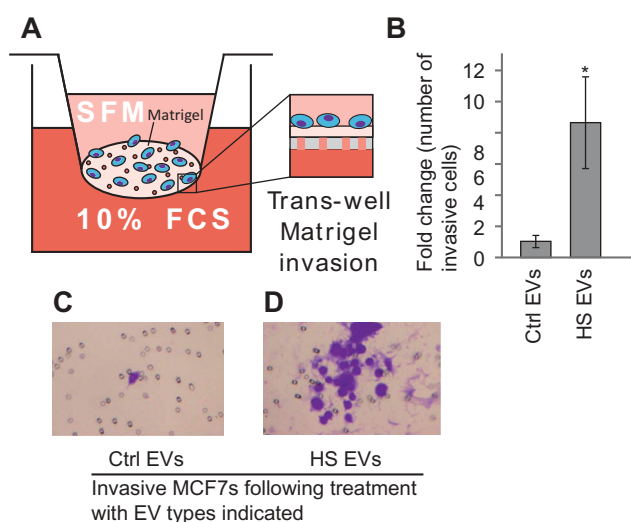 A
SFM
Matrigel
10% FCS
Trans-well
Matrigel
invasion
B
Fold change (number of
invasive cells)
12
10
8
6
4
2
0
*
Ctrl EVs
HS EVs
C
D
Ctrl EVs
HS EVs
Invasive MCF7s following treatment
with EV types indicated